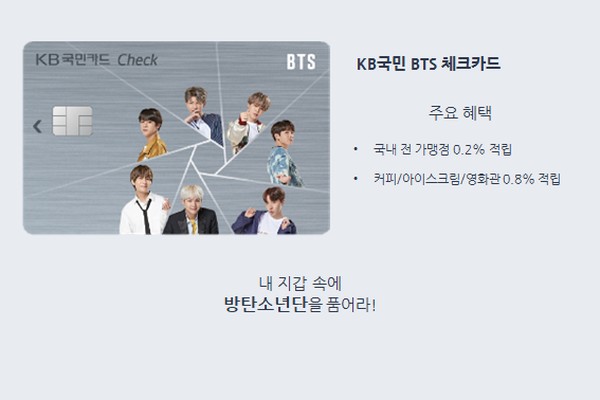 KB국민카드 Check
BTS
KB국민 BTS 체크카드
주요 혜택
• 국내 전 가맹점 0.2% 적립
• 커피/아이스크림/영화관 0.8% 적립
내 지갑 속에
방탄소년단을 품어라!